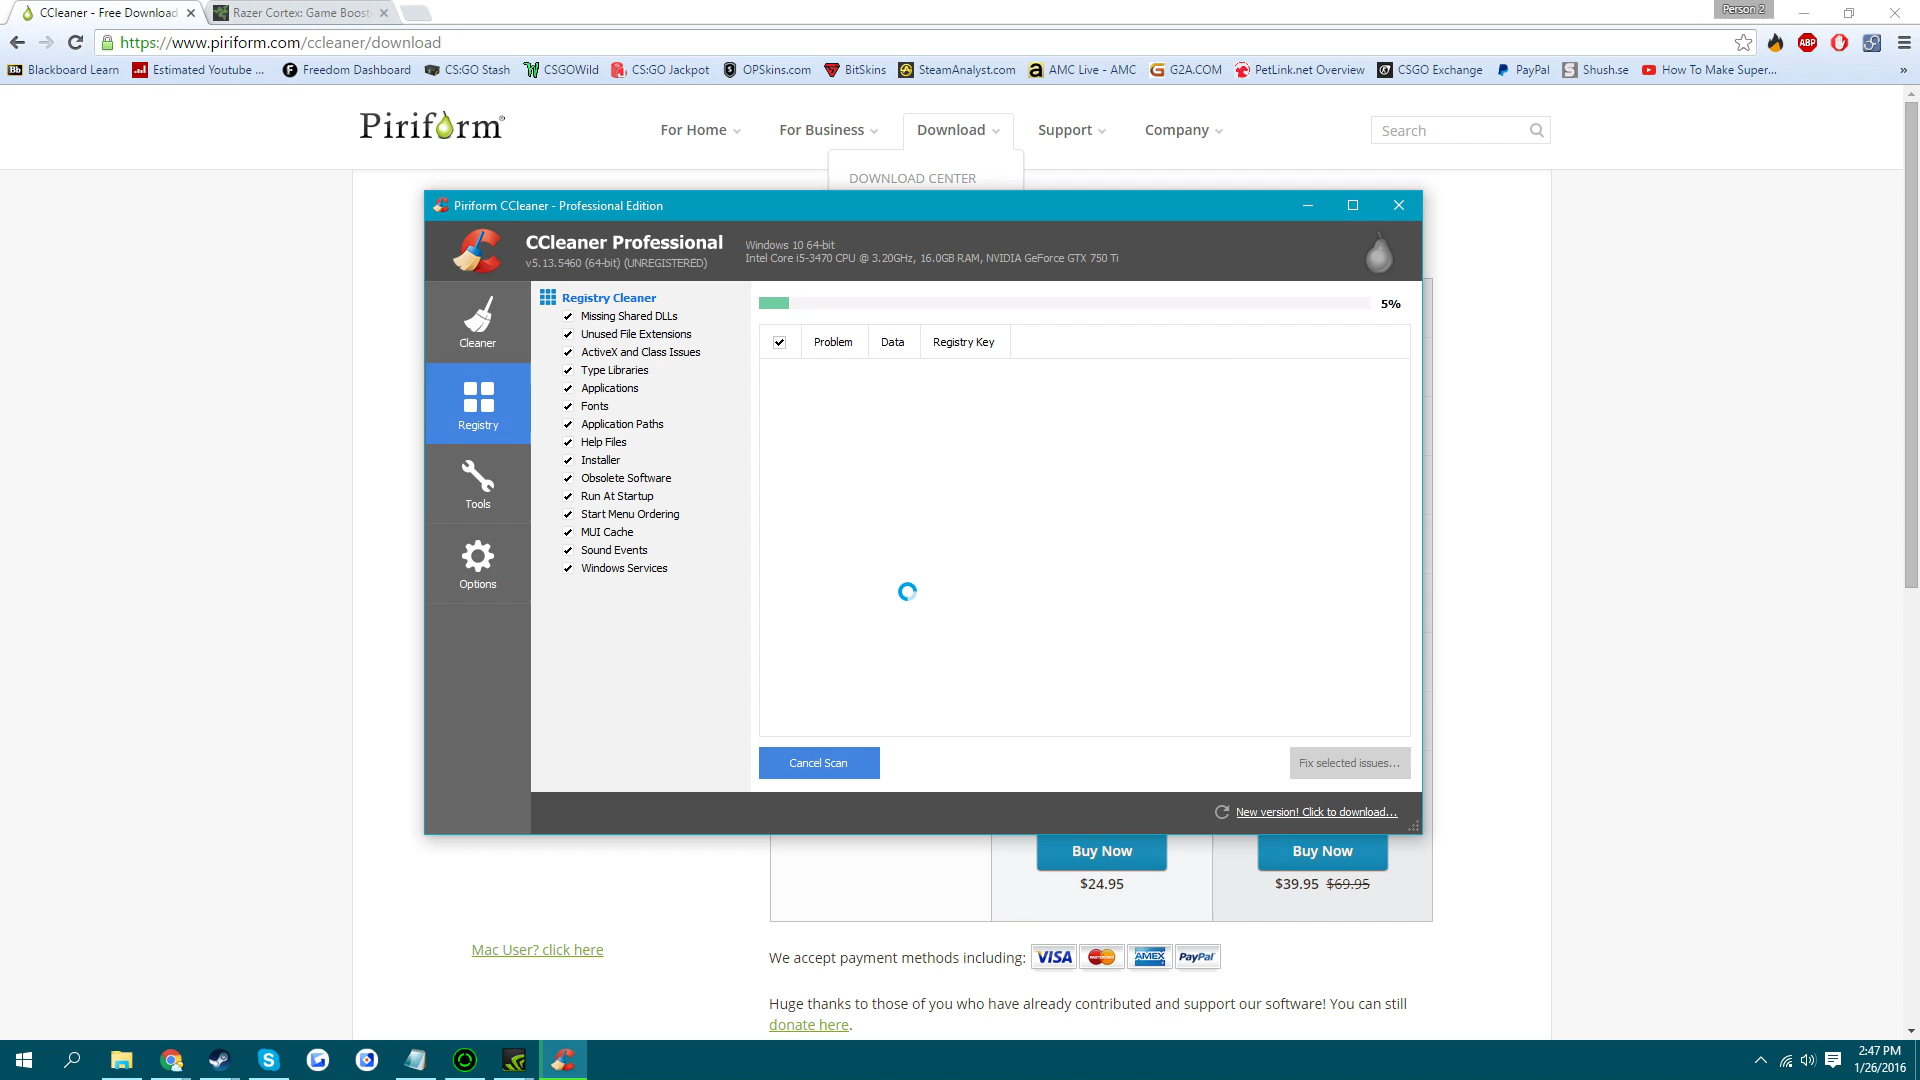 CCleaner - Free Download
Razer Cortex: Game Boost
Person 2
https://www.piriform.com/ccleaner/download
ABP
Bb Blackboard Learn
Estimated Youtube ...
Freedom Dashboard
CS:GO Stash
CSGOWild
CS:GO Jackpot
OPSkins.com
BitSkins
SteamAnalyst.com
AMC Live - AMC
G2A.COM
PetLink.net Overview
CSGO Exchange
PayPal
Shush.se
How To Make Super...
»
Piriform®
For Home
For Business
Download
Support
Company
Search
DOWNLOAD CENTER
Piriform CCleaner - Professional Edition
CCleaner Professional
v5.13.5460 (64-bit) (UNREGISTERED)
Windows 10 64-bit
Intel Core i5-3470 CPU @ 3.20GHz, 16.0GB RAM, NVIDIA GeForce GTX 750 Ti
Cleaner
Registry
Tools
Options
Registry Cleaner
Missing Shared DLLs
Unused File Extensions
ActiveX and Class Issues
Type Libraries
Applications
Fonts
Application Paths
Help Files
Installer
Obsolete Software
Run At Startup
Start Menu Ordering
MUI Cache
Sound Events
Windows Services
5%
Problem
Data
Registry Key
Cancel Scan
Fix selected issues...
New version! Click to download...
Buy Now
Buy Now
$24.95
$39.95 $69.95
Mac User? click here
We accept payment methods including: VISA MasterCard AMEX PayPal
Huge thanks to those of you who have already contributed and support our software! You can still
donate here.
2:47 PM
1/26/2016